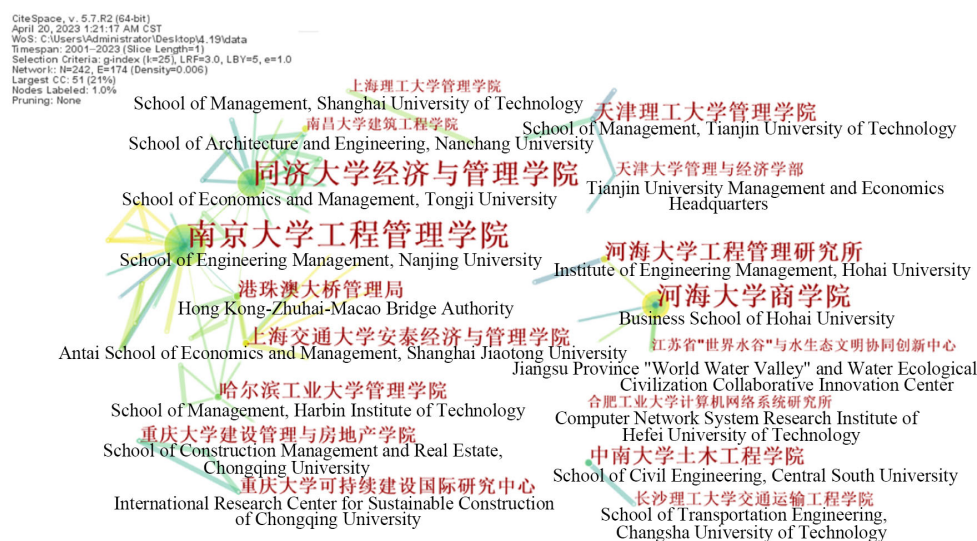 CiteSpace, v. 5.7.R2 (64-bit)
April 20, 2023 1:21:17 AM CST
WoS: C:\Users\Administrator\Desktop\4.19\data
Timespan: 2001-2023 (Slice Length=1)
Selection Criteria: g-index (k=25), LRF=3.0, LBY=5, e=1.0
Network: N=242, E=174 (Density=0.006)
Largest CC: 51 (21%)
Nodes Labeled: 1.0%
Pruning: None
上海理工大学管理学院
School of Management, Shanghai University of Technology
南昌大学建筑工程学院
School of Architecture and Engineering, Nanchang University
同济大学经济与管理学院
School of Economics and Management, Tongji University
南京大学工程管理学院
School of Engineering Management, Nanjing University
港珠澳大桥管理局
Hong Kong-Zhuhai-Macao Bridge Authority
上海交通大学安泰经济与管理学院
Antai School of Economics and Management, Shanghai Jiaotong University
哈尔滨工业大学管理学院
School of Management, Harbin Institute of Technology
重庆大学建设管理与房地产学院
School of Construction Management and Real Estate,
Chongqing University
重庆大学可持续建设国际研究中心
International Research Center for Sustainable Construction
of Chongqing University
天津理工大学管理学院
School of Management, Tianjin University of Technology
天津大学管理与经济学部
Tianjin University Management and Economics
Headquarters
河海大学工程管理研究所
Institute of Engineering Management, Hohai University
河海大学商学院
Business School of Hohai University
江苏省"世界水谷"与水生态文明协同创新中心
Jiangsu Province "World Water Valley" and Water Ecological
Civilization Collaborative Innovation Center
合肥工业大学计算机网络系统研究所
Computer Network System Research Institute of
Hefei University of Technology
中南大学土木工程学院
School of Civil Engineering, Central South University
长沙理工大学交通运输工程学院
School of Transportation Engineering,
Changsha University of Technology